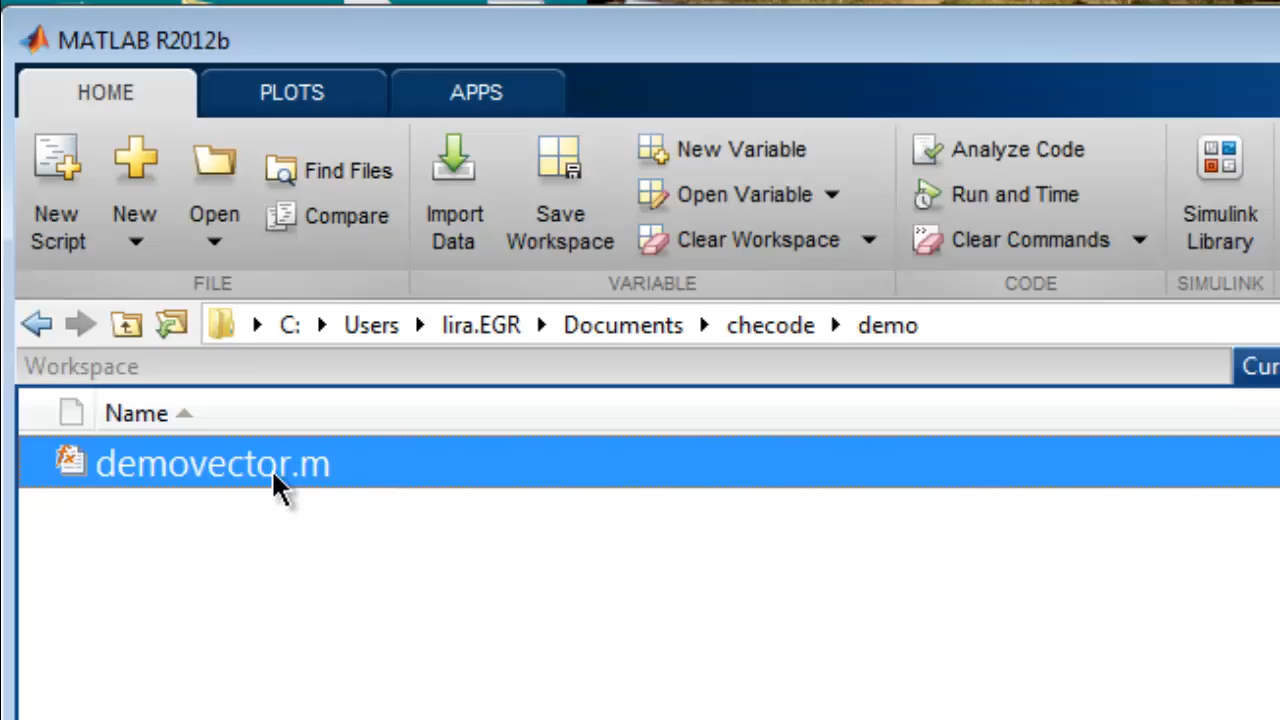 MATLAB R2012b
HOME PLOTS APPS
New Script
New
Open
Find Files
Compare
Import Data
Save Workspace
New Variable
Open Variable
Clear Workspace
Analyze Code
Run and Time
Clear Commands
Simulink Library
FILE VARIABLE CODE SIMULINK
C: Users lira.EGR Documents checode demo
Workspace
Name
demovector.m